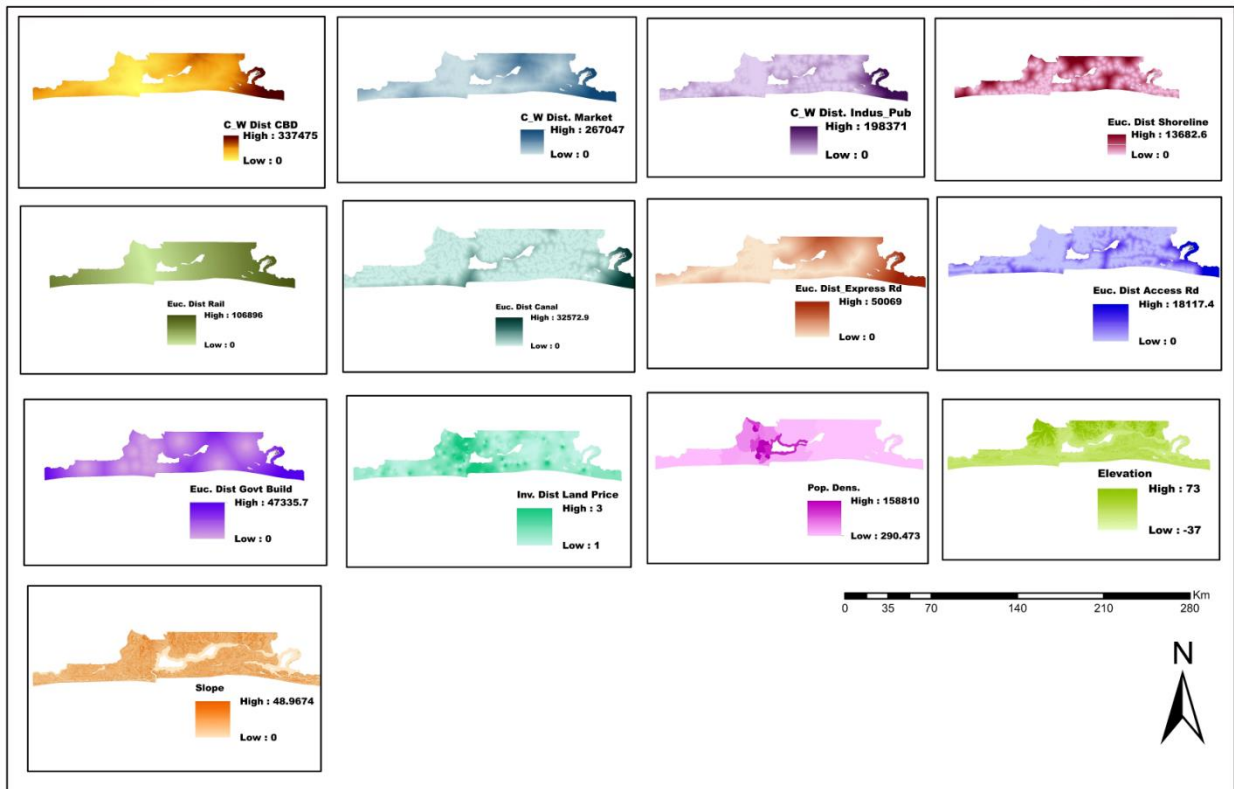 C_W Dist CBD
High : 337475
Low : 0
C_W Dist. Market
High : 267047
Low : 0
C_W Dist. Indus_Pub
High : 198371
Low : 0
Euc. Dist Shoreline
High : 13682.6
Low : 0
Euc. Dist Rail
High : 106896
Low : 0
Euc. Dist Canal
High : 32572.9
Low : 0
Euc. Dist_Express Rd
High : 50069
Low : 0
Euc. Dist Access Rd
High : 18117.4
Low : 0
Euc. Dist Govt Build
High : 47335.7
Low : 0
Inv. Dist Land Price
High : 3
Low : 1
Pop. Dens.
High : 158810
Low : 290.473
Elevation
High : 73
Low : -37
Slope
High : 48.9674
Low : 0
Km
0 35 70 140 210 280
N